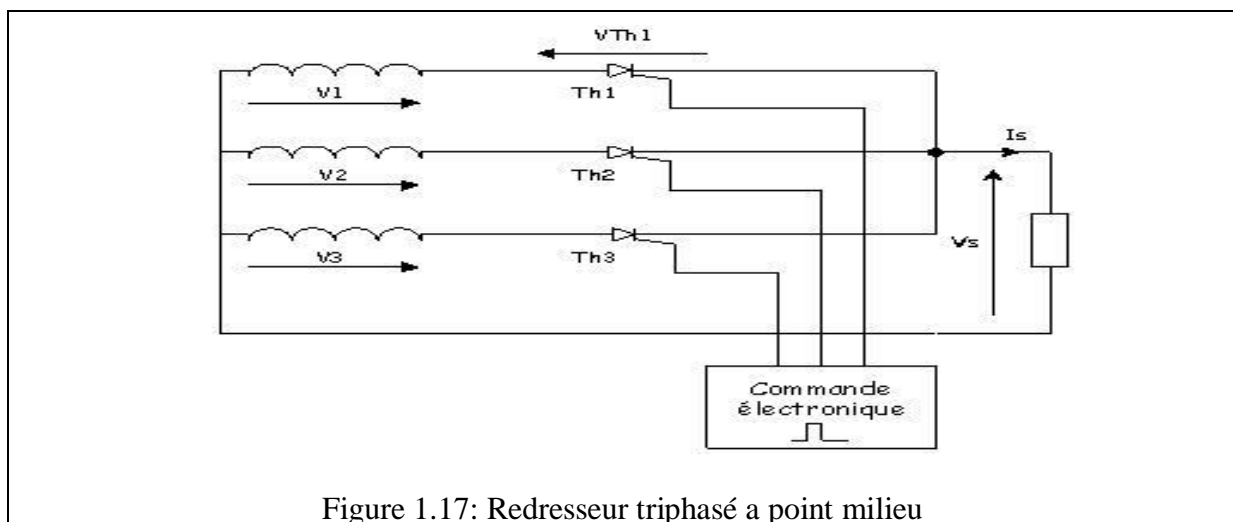 VTh1
V1
Th1
Is
V2
Th2
V3
Th3
Vs
Commande
électronique
Figure 1.17: Redresseur triphasé a point milieu